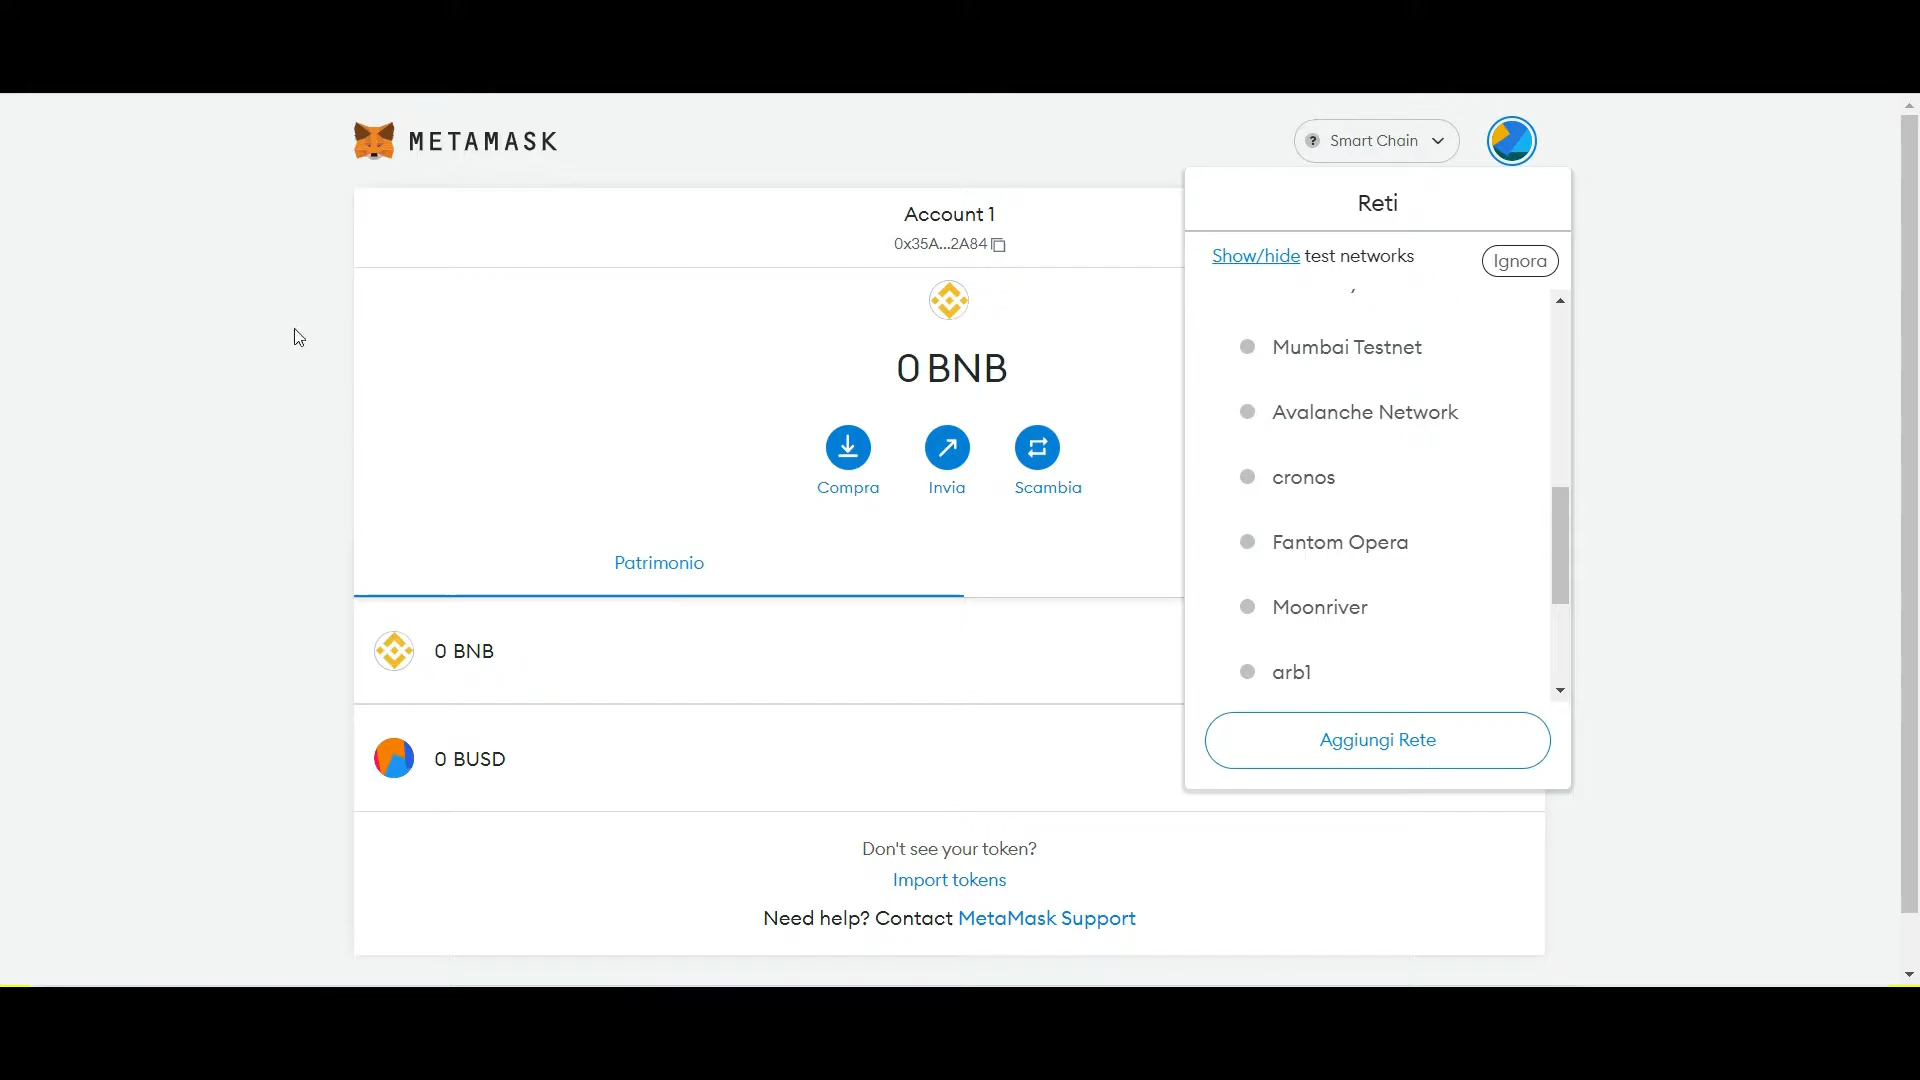 METAMASK
? Smart Chain
Account 1
0x35A...2A84
0 BNB
Compra
Invia
Scambia
Patrimonio
0 BNB
0 BUSD
Don't see your token?
Import tokens
Need help? Contact MetaMask Support
Reti
Show/hide test networks
Ignora
Mumbai Testnet
Avalanche Network
cronos
Fantom Opera
Moonriver
arb1
Aggiungi Rete